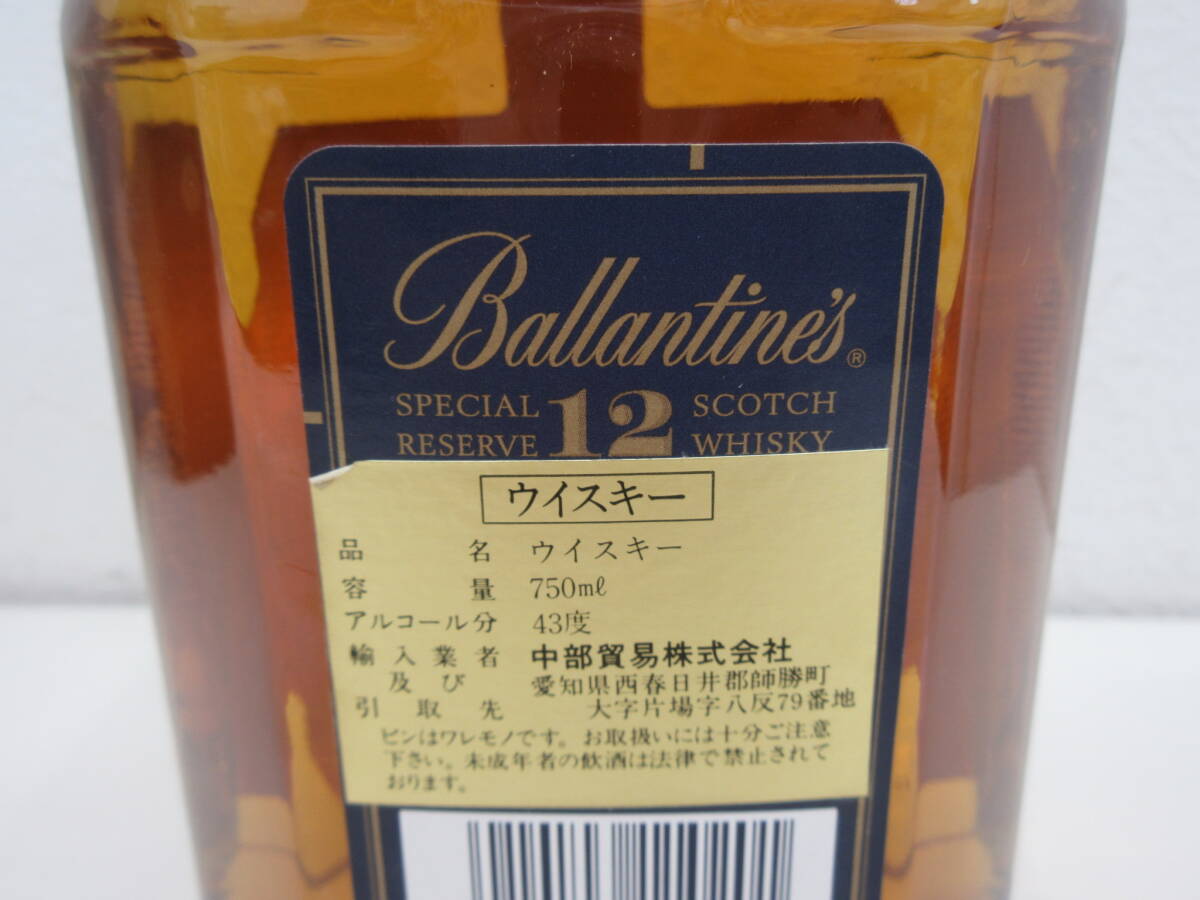 Ballantine's®
SPECIAL RESERVE 12 SCOTCH WHISKY
ウイスキー
品名 ウイスキー
容量 750mℓ
アルコール分 43度
輸入業者 中部貿易株式会社
及び 愛知県西春日井郡師勝町
引取先 大字片場字八反79番地
ビンはワレモノです。お取扱いには十分ご注意
下さい。未成年者の飲酒は法律で禁止されて
おります。